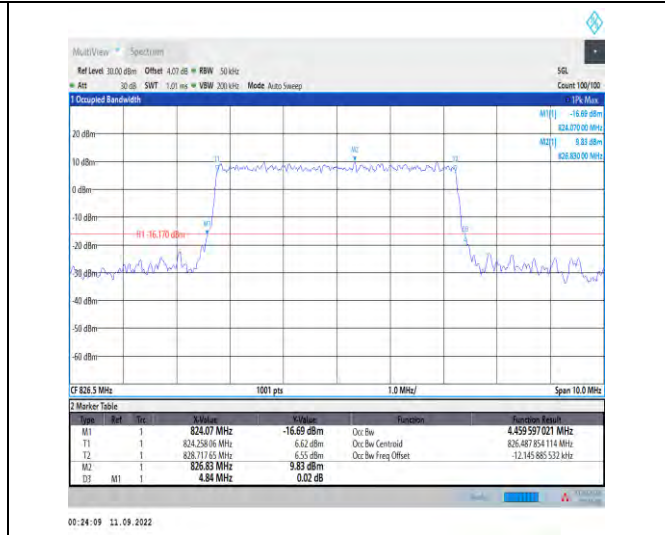 MultiView Spectrum
Ref Level 30.00 dBm Offset 4.07 dB RBW 50 kHz SGL
Att 30 dB SWT 1.01 ms VBW 200 kHz Mode Auto Sweep Count 100/100
1 Occupied Bandwidth 1Pk Max
M1[1] -16.69 dBm
824.070 00 MHz
20 dBm
M2[1] 9.83 dBm
826.830 00 MHz
M2
10 dBm
T1 T2
0 dBm
-10 dBm
M1
H1 -16.170 dBm
D3
-20 dBm
-30 dBm
-40 dBm
-50 dBm
-60 dBm
CF 826.5 MHz 1001 pts 1.0 MHz/ Span 10.0 MHz
2 Marker Table
Type Ref Trc X-Value Y-Value Function Function Result
M1 1 824.07 MHz -16.69 dBm Occ Bw 4.459 597 021 MHz
T1 1 824.258 06 MHz 6.62 dBm Occ Bw Centroid 826.487 854 114 MHz
T2 1 828.717 65 MHz 6.55 dBm Occ Bw Freq Offset -12.145 885 532 kHz
M2 1 826.83 MHz 9.83 dBm
D3 M1 1 4.84 MHz 0.02 dB
00:24:09 11.09.2022